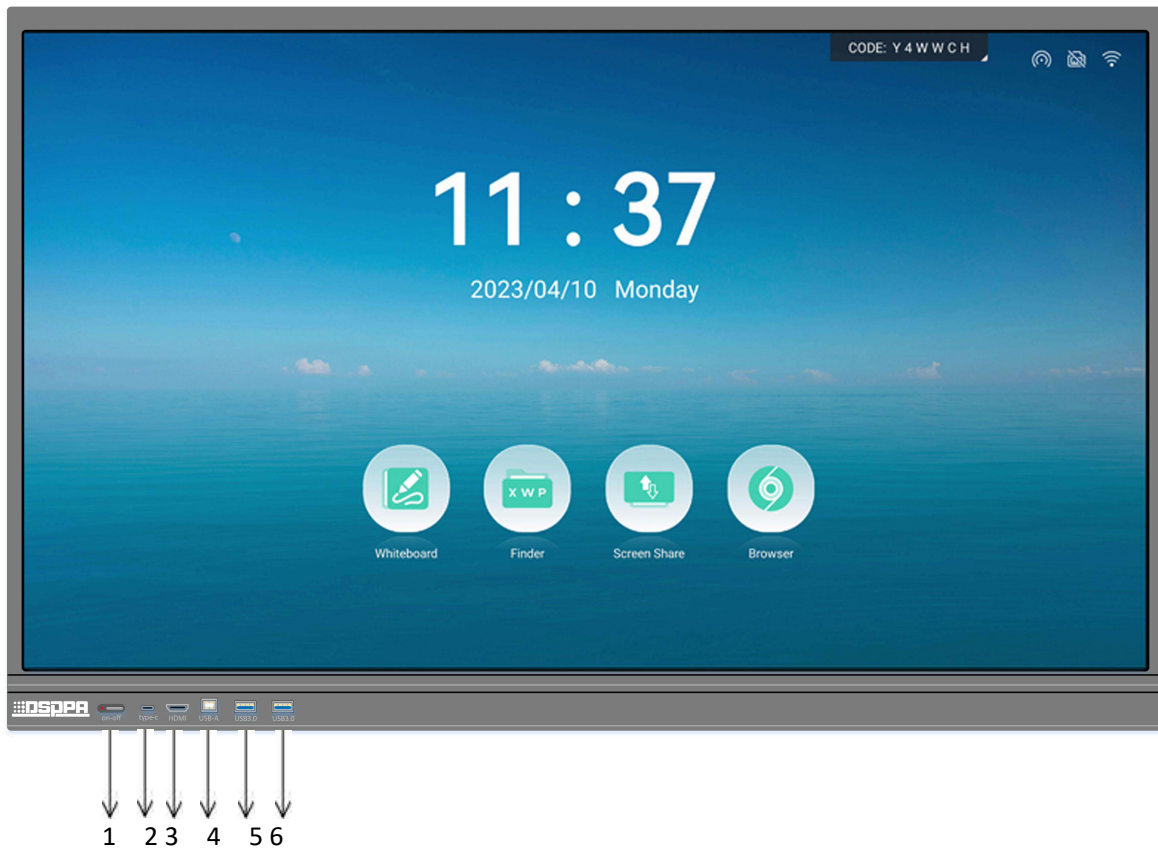 CODE: Y 4 W W C H
11 : 37
2023/04/10 Monday
X W P
Whiteboard Finder Screen Share Browser
DSPPA
on-off type-c HDMI USB-A USB3.0 USB3.0
1 2 3 4 5 6